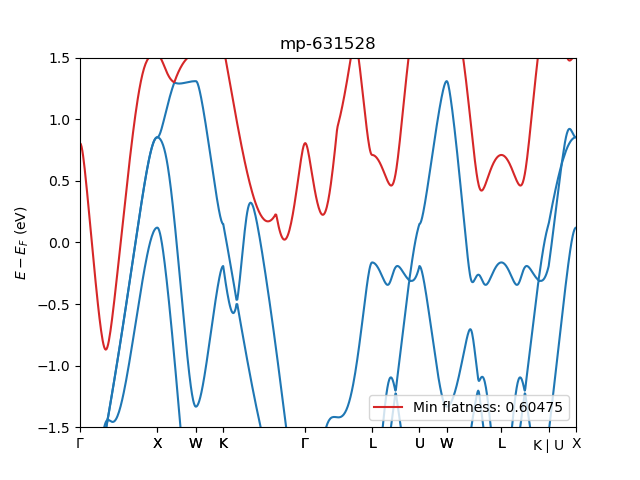 mp-631528
E − E_F (eV)
1.5
1.0
0.5
0.0
−0.5
−1.0
−1.5
Min flatness: 0.60475
Γ X W K Γ L U W L K | U X